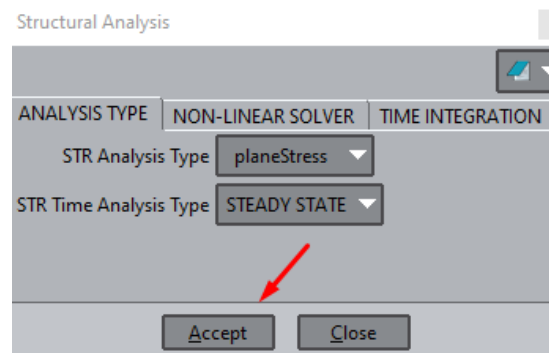 Structural Analysis
ANALYSIS TYPE NON-LINEAR SOLVER TIME INTEGRATION
STR Analysis Type planeStress
STR Time Analysis Type STEADY STATE
Accept Close